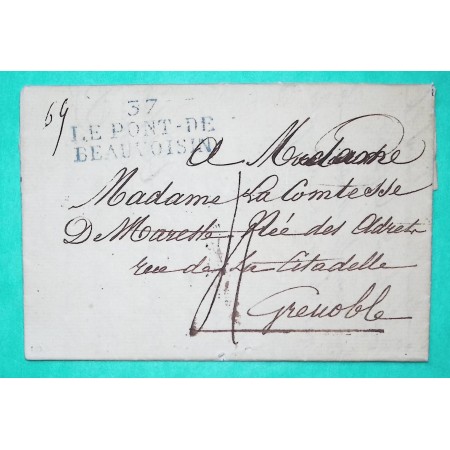 69
37
LE PONT-DE
BEAUVOISIN
A Madame
Madame La Comtesse
De Mareste Née des Adrets
rue de La Citadelle
Grenoble